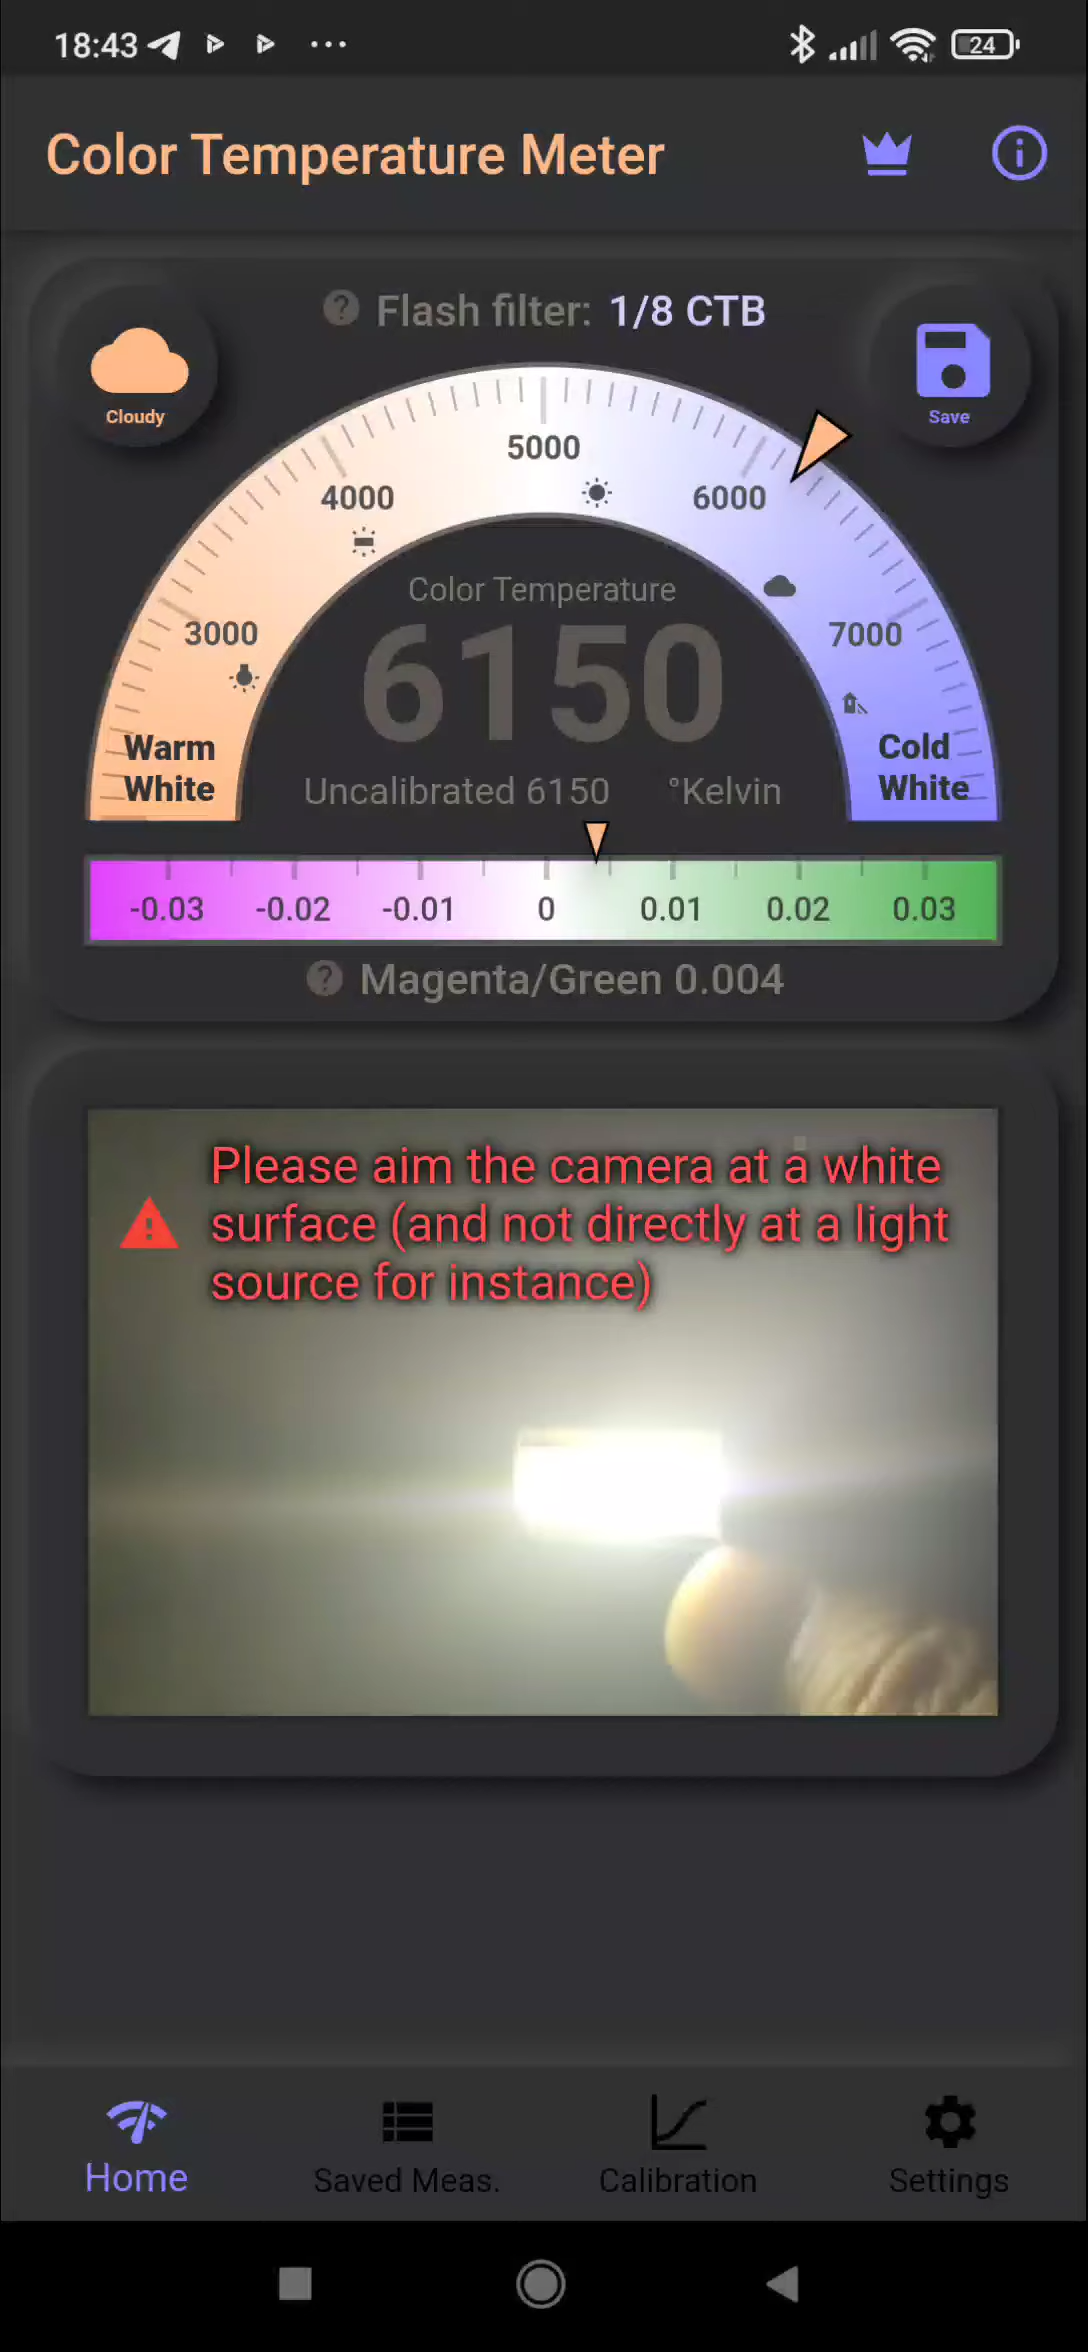 18:43
24
Color Temperature Meter
Flash filter: 1/8 CTB
Cloudy
Save
5000
4000
6000
3000
7000
Color Temperature
6150
Warm
White
Cold
White
Uncalibrated 6150 °Kelvin
-0.03 -0.02 -0.01 0 0.01 0.02 0.03
Magenta/Green 0.004
Please aim the camera at a white
surface (and not directly at a light
source for instance)
Home
Saved Meas.
Calibration
Settings